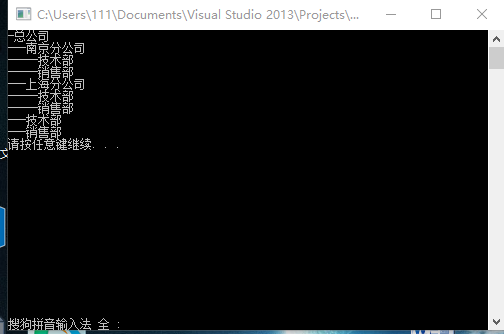 C:\Users\111\Documents\Visual Studio 2013\Projects\...
-总公司
---南京分公司
-----技术部
-----销售部
---上海分公司
-----技术部
-----销售部
---技术部
---销售部
请按任意键继续. . .
搜狗拼音输入法 全 :